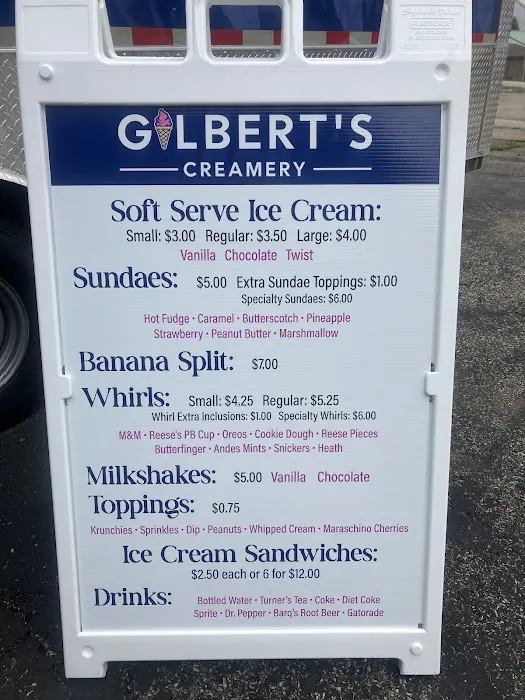 GILBERT'S
CREAMERY
Soft Serve Ice Cream:
Small: $3.00 Regular: $3.50 Large: $4.00
Vanilla Chocolate Twist
Sundaes: $5.00 Extra Sundae Toppings: $1.00
Specialty Sundaes: $6.00
Hot Fudge • Caramel • Butterscotch • Pineapple
Strawberry • Peanut Butter • Marshmallow
Banana Split: $7.00
Whirls: Small: $4.25 Regular: $5.25
Whirl Extra Inclusions: $1.00 Specialty Whirls: $6.00
M&M • Reese's PB Cup • Oreos • Cookie Dough • Reese Pieces
Butterfinger • Andes Mints • Snickers • Heath
Milkshakes: $5.00 Vanilla Chocolate
Toppings: $0.75
Krunchies • Sprinkles • Dip • Peanuts • Whipped Cream • Maraschino Cherries
Ice Cream Sandwiches:
$2.50 each or 6 for $12.00
Drinks: Bottled Water • Turner's Tea • Coke • Diet Coke
Sprite • Dr. Pepper • Barq's Root Beer • Gatorade